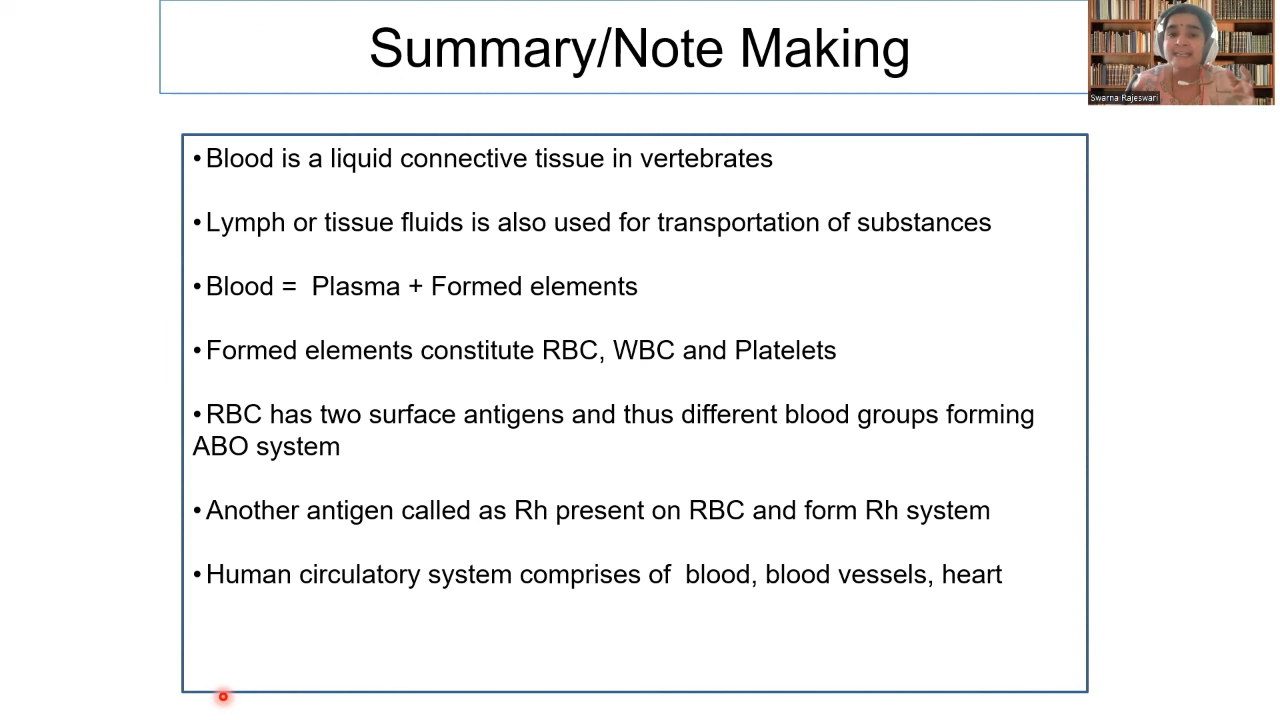 Summary/Note Making
Swarna Rajeswari
•Blood is a liquid connective tissue in vertebrates
•Lymph or tissue fluids is also used for transportation of substances
•Blood =  Plasma + Formed elements
•Formed elements constitute RBC, WBC and Platelets
•RBC has two surface antigens and thus different blood groups forming
ABO system
•Another antigen called as Rh present on RBC and form Rh system
•Human circulatory system comprises of  blood, blood vessels, heart